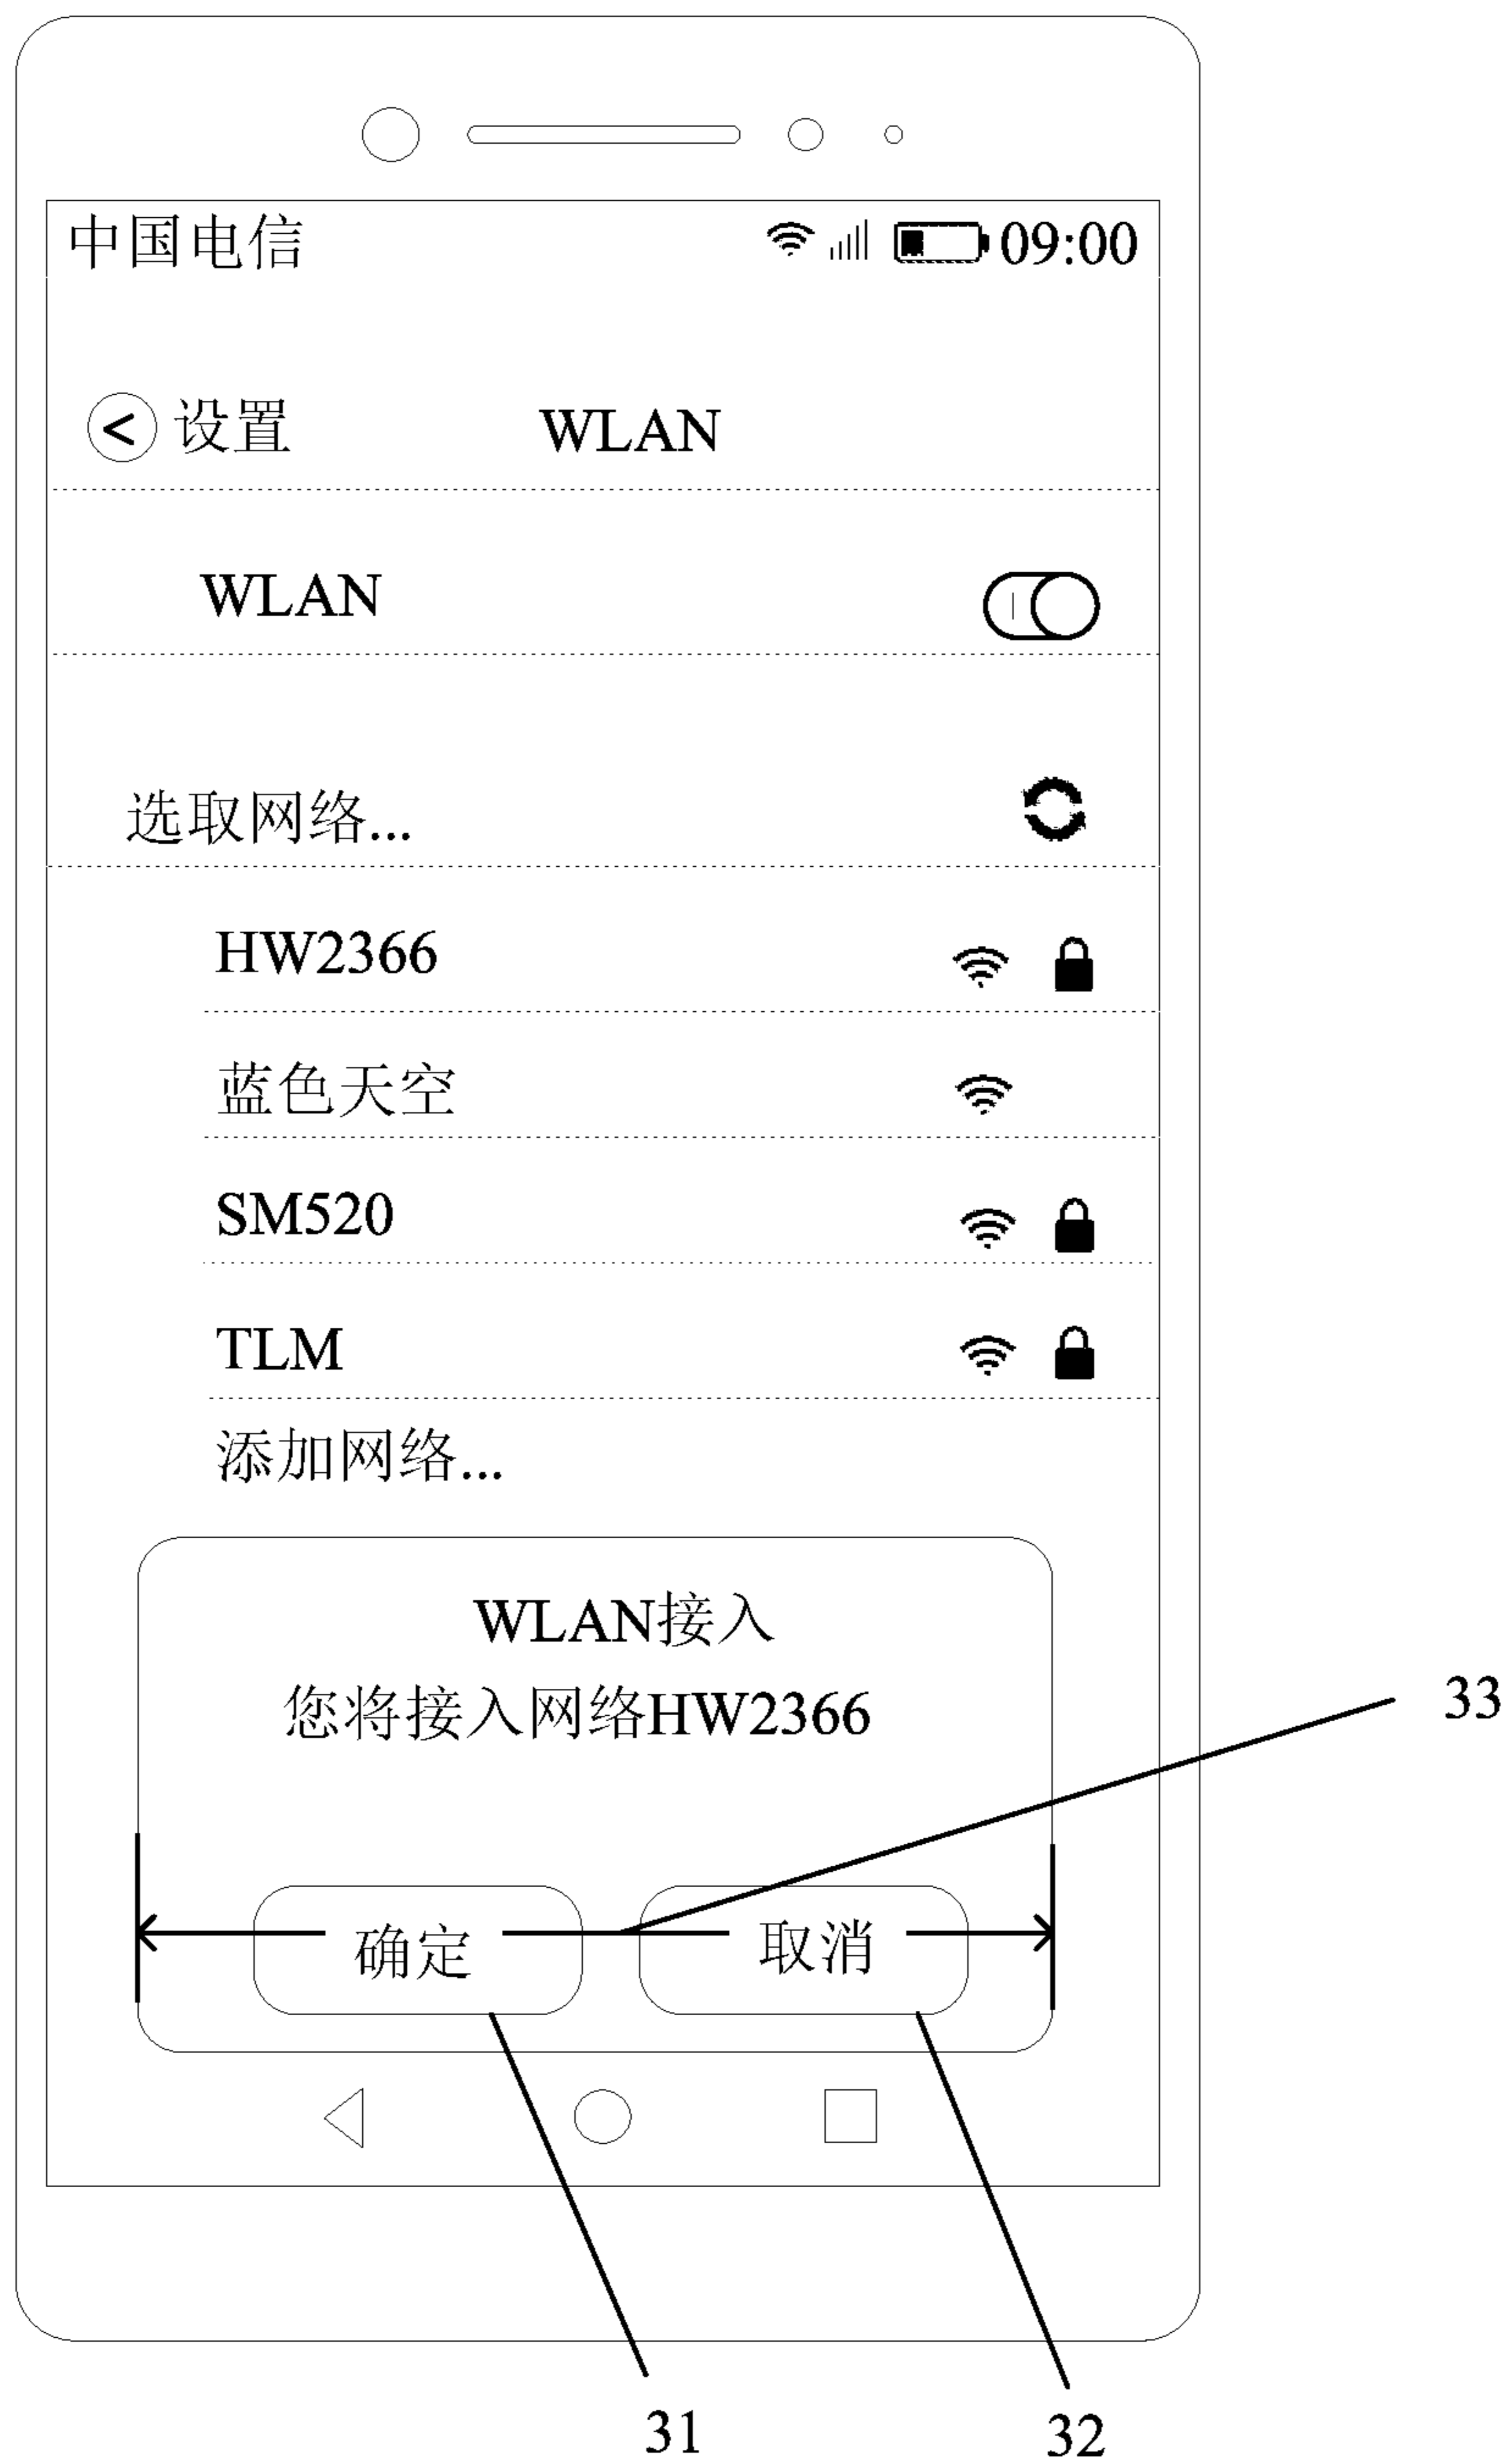 中国电信 09:00
< 设置 WLAN
WLAN
选取网络...
HW2366
蓝色天空
SM520
TLM
添加网络...
WLAN接入
您将接入网络HW2366
33
确定 取消
31 32